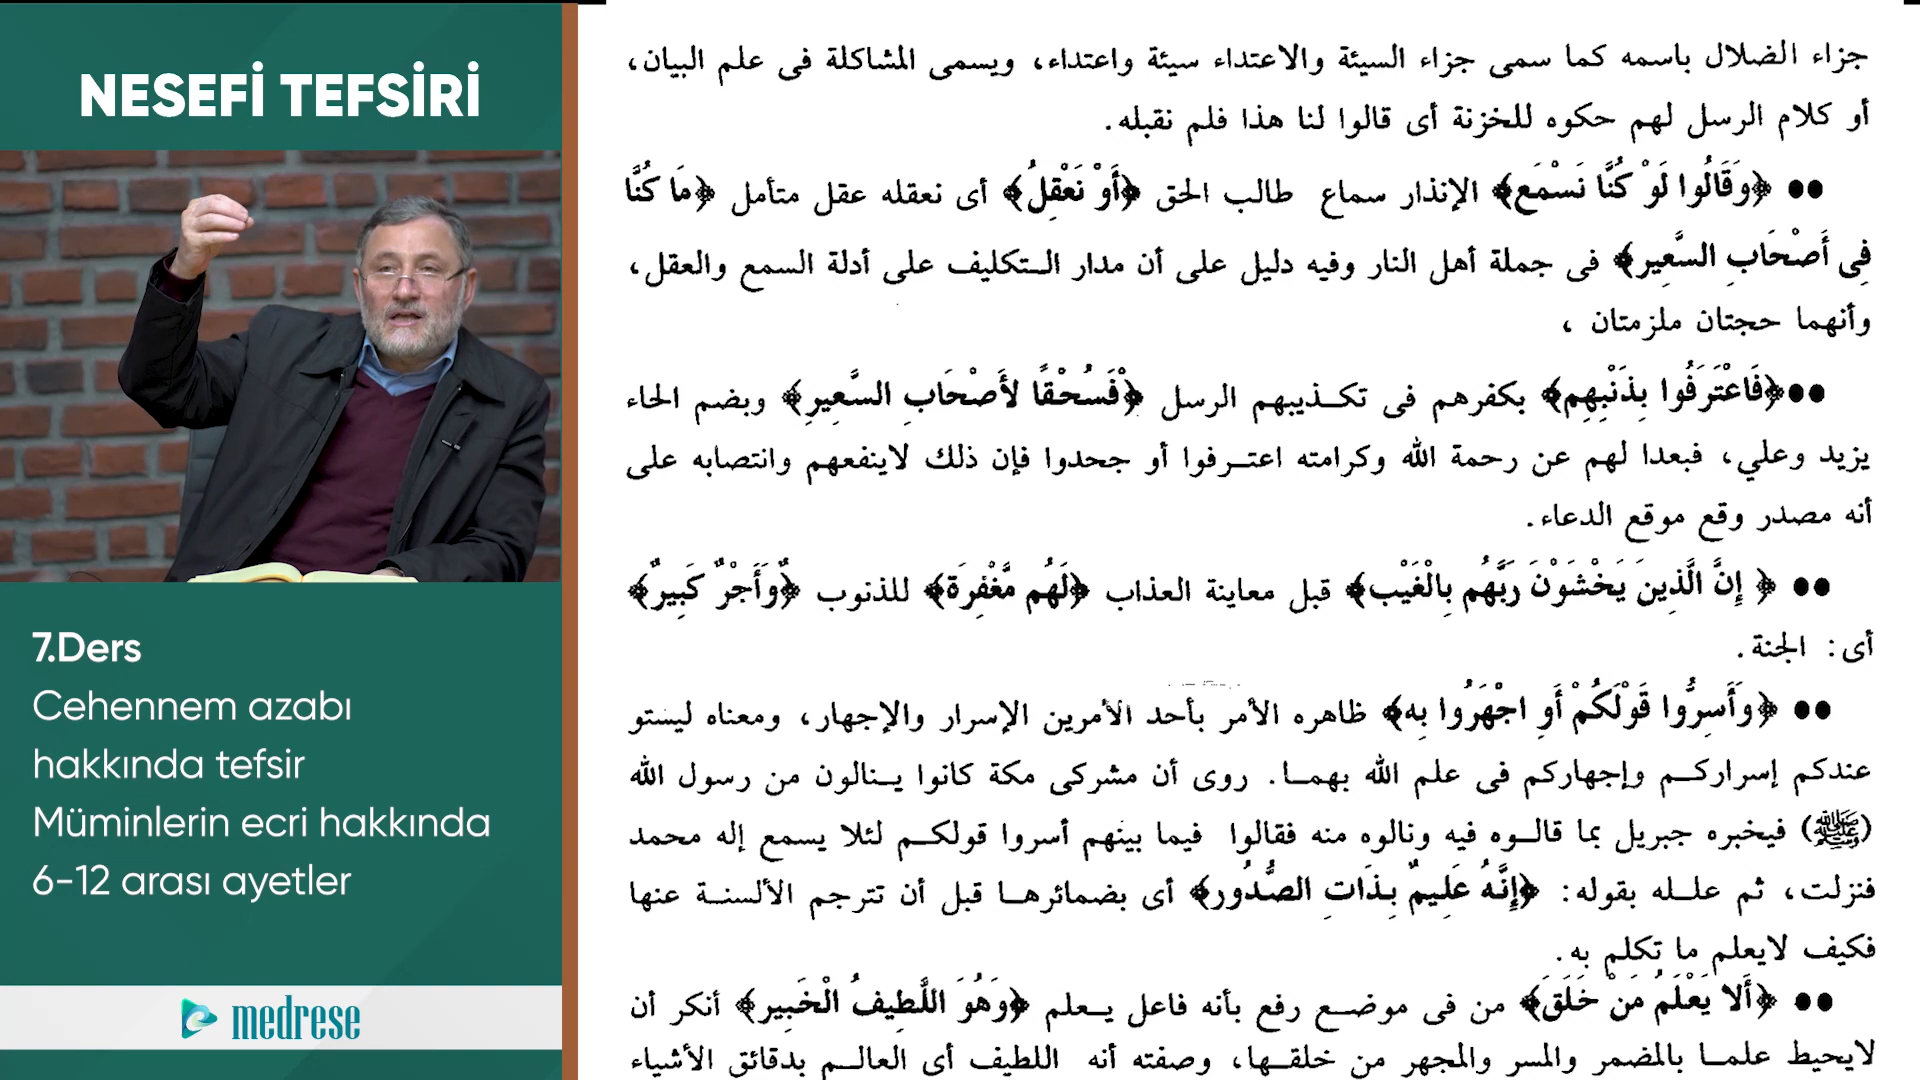 NESEFİ TEFSİRİ
7.Ders
Cehennem azabı
hakkında tefsir
Müminlerin ecri hakkında
6-12 arası ayetler
medrese
جزاء الضلال باسمه كما سمى جزاء السيئة والاعتداء سيئة واعتداء، ويسمى المشاكلة فى علم البيان،
أو كلام الرسل لهم حكوه للخزنة أى قالوا لنا هذا فلم نقبله.
●● ﴿وَقَالُوا لَوْ كُنَّا نَسْمَع﴾ الإنذار سماع طالب الحق ﴿أَوْ نَعْقِلُ﴾ أى نعقله عقل متأمل ﴿مَا كُنَّا
فِى أَصْحَابِ السَّعِير﴾ فى جملة أهل النار وفيه دليل على أن مدار التكليف على أدلة السمع والعقل،
وأنهما حجتان ملزمتان ،
●●﴿فَاعْتَرَفُوا بِذَنْبِهِم﴾ بكفرهم فى تكذيبهم الرسل ﴿فَسُحْقًا لأَصْحَابِ السَّعِيرِ﴾ وبضم الحاء
يزيد وعلي، فبعدا لهم عن رحمة الله وكرامته اعترفوا أو جحدوا فإن ذلك لاينفعهم وانتصابه على
أنه مصدر وقع موقع الدعاء.
●● ﴿ إِنَّ الَّذِينَ يَخْشَوْنَ رَبَّهُم بِالْغَيْب﴾ قبل معاينة العذاب ﴿لَهُم مَّغْفِرَة﴾ للذنوب ﴿وَأَجْرٌ كَبِيرٌ﴾
أى: الجنة.
●● ﴿وَأَسِرُّوا قَوْلَكُمْ أَوِ اجْهَرُوا بِه﴾ ظاهره الأمر بأحد الأمرين الإسرار والإجهار، ومعناه ليستو
عندكم إسراركم وإجهاركم فى علم الله بهما. روى أن مشركى مكة كانوا ينالون من رسول الله
(ﷺ) فيخبره جبريل بما قالوه فيه ونالوه منه فقالوا فيما بينهم أسروا قولكم لئلا يسمع إله محمد
فنزلت، ثم علله بقوله: ﴿إِنَّهُ عَلِيمٌ بِذَاتِ الصُّدُور﴾ أى بضمائرها قبل أن تترجم الألسنة عنها
فكيف لايعلم ما تكلم به.
●● ﴿أَلا يَعْلَمُ مَنْ خَلَقَ﴾ من فى موضع رفع بأنه فاعل يعلم ﴿وَهُوَ اللَّطِيفُ الْخَبِير﴾ أنكر أن
لايحيط علما بالمضمر والمسر والمجهر من خلقها، وصفته أنه اللطيف أى العالم بدقائق الأشياء